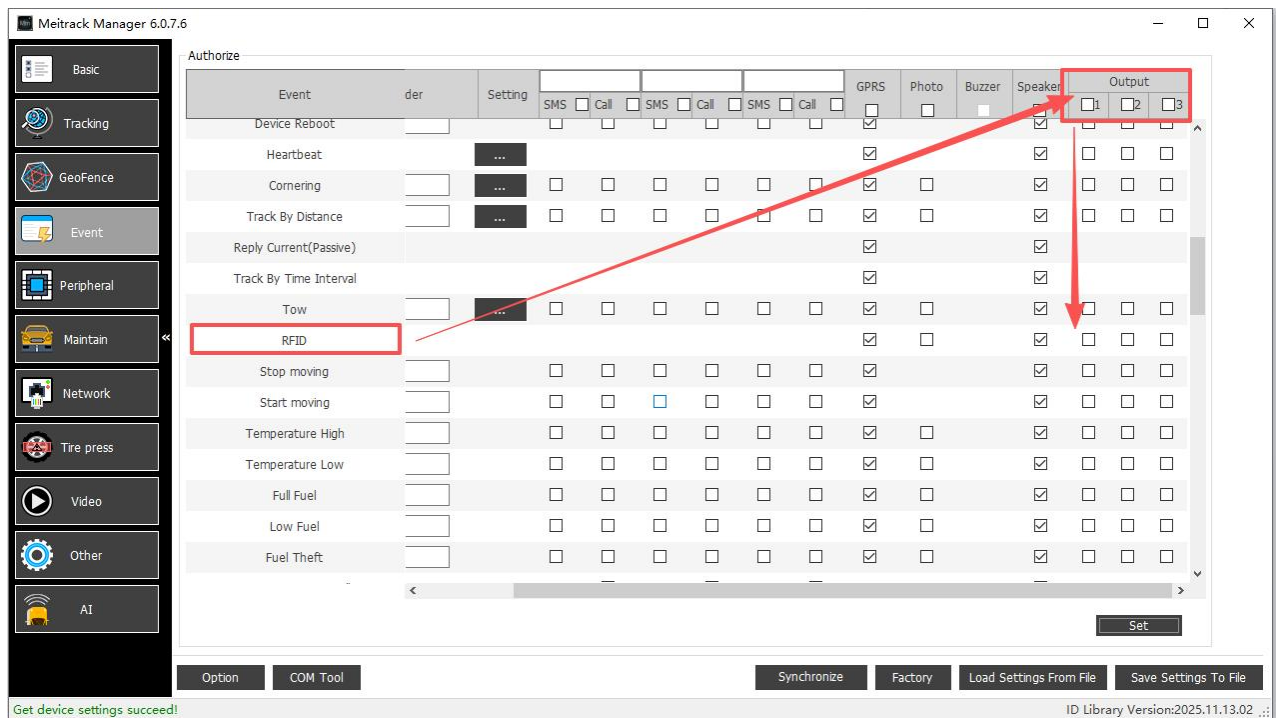 Meitrack Manager 6.0.7.6
Basic
Tracking
GeoFence
Event
Peripheral
Maintain
«
Network
Tire press
Video
Other
AI
Authorize
Event der Setting SMS Call SMS Call SMS Call GPRS Photo Buzzer Speaker Output
1 2 3
Device Reboot
Heartbeat ...
Cornering ...
Track By Distance ...
Reply Current(Passive)
Track By Time Interval
Tow ...
RFID
Stop moving
Start moving
Temperature High
Temperature Low
Full Fuel
Low Fuel
Fuel Theft
Set
Option COM Tool Synchronize Factory Load Settings From File Save Settings To File
Get device settings succeed! ID Library Version:2025.11.13.02